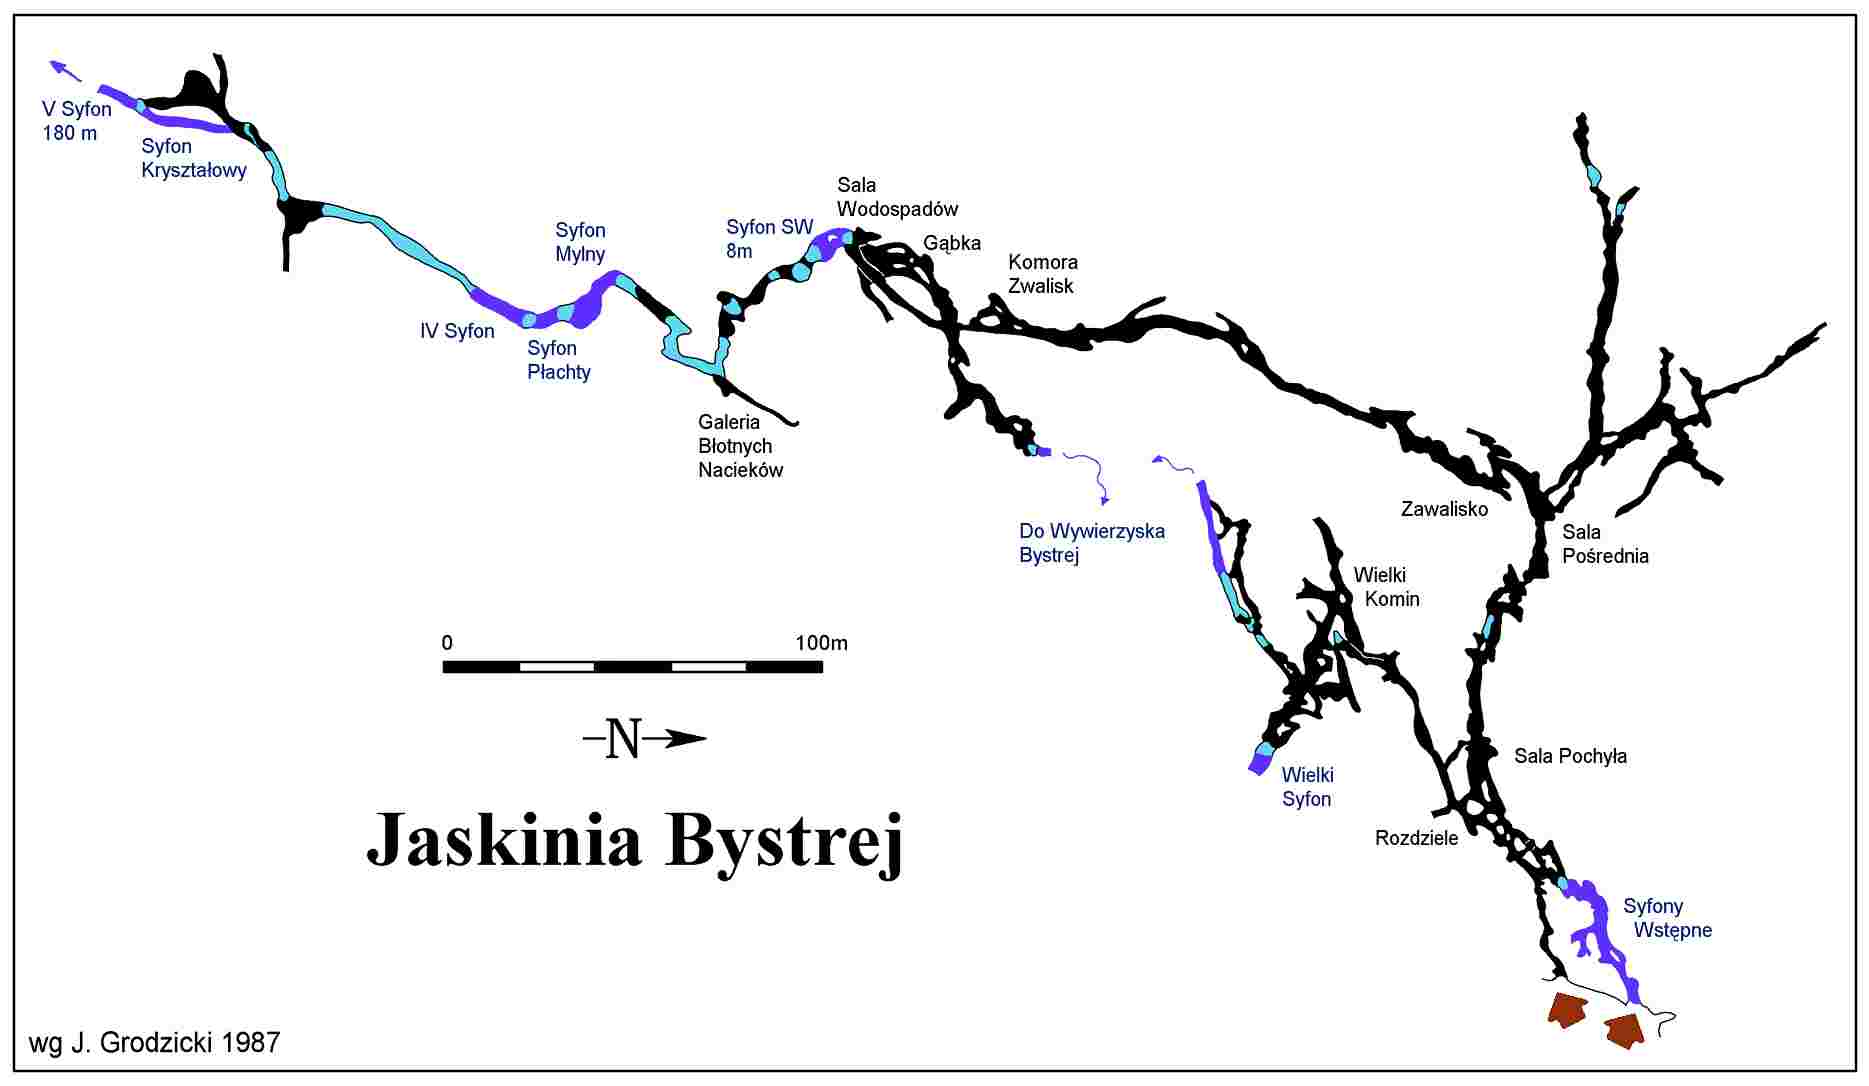 V Syfon
180 m
Syfon
Kryształowy
Syfon
Mylny
IV Syfon
Syfon
Płachty
Syfon SW
8m
Sala
Wodospadów
Gąbka
Komora
Zwalisk
Galeria
Błotnych
Nacieków
Do Wywierzyska
Bystrej
Zawalisko
Sala
Pośrednia
Wielki
Komin
Wielki
Syfon
Sala Pochyła
Rozdziele
Syfony
Wstępne
0
100m
N
Jaskinia Bystrej
wg J. Grodzicki 1987